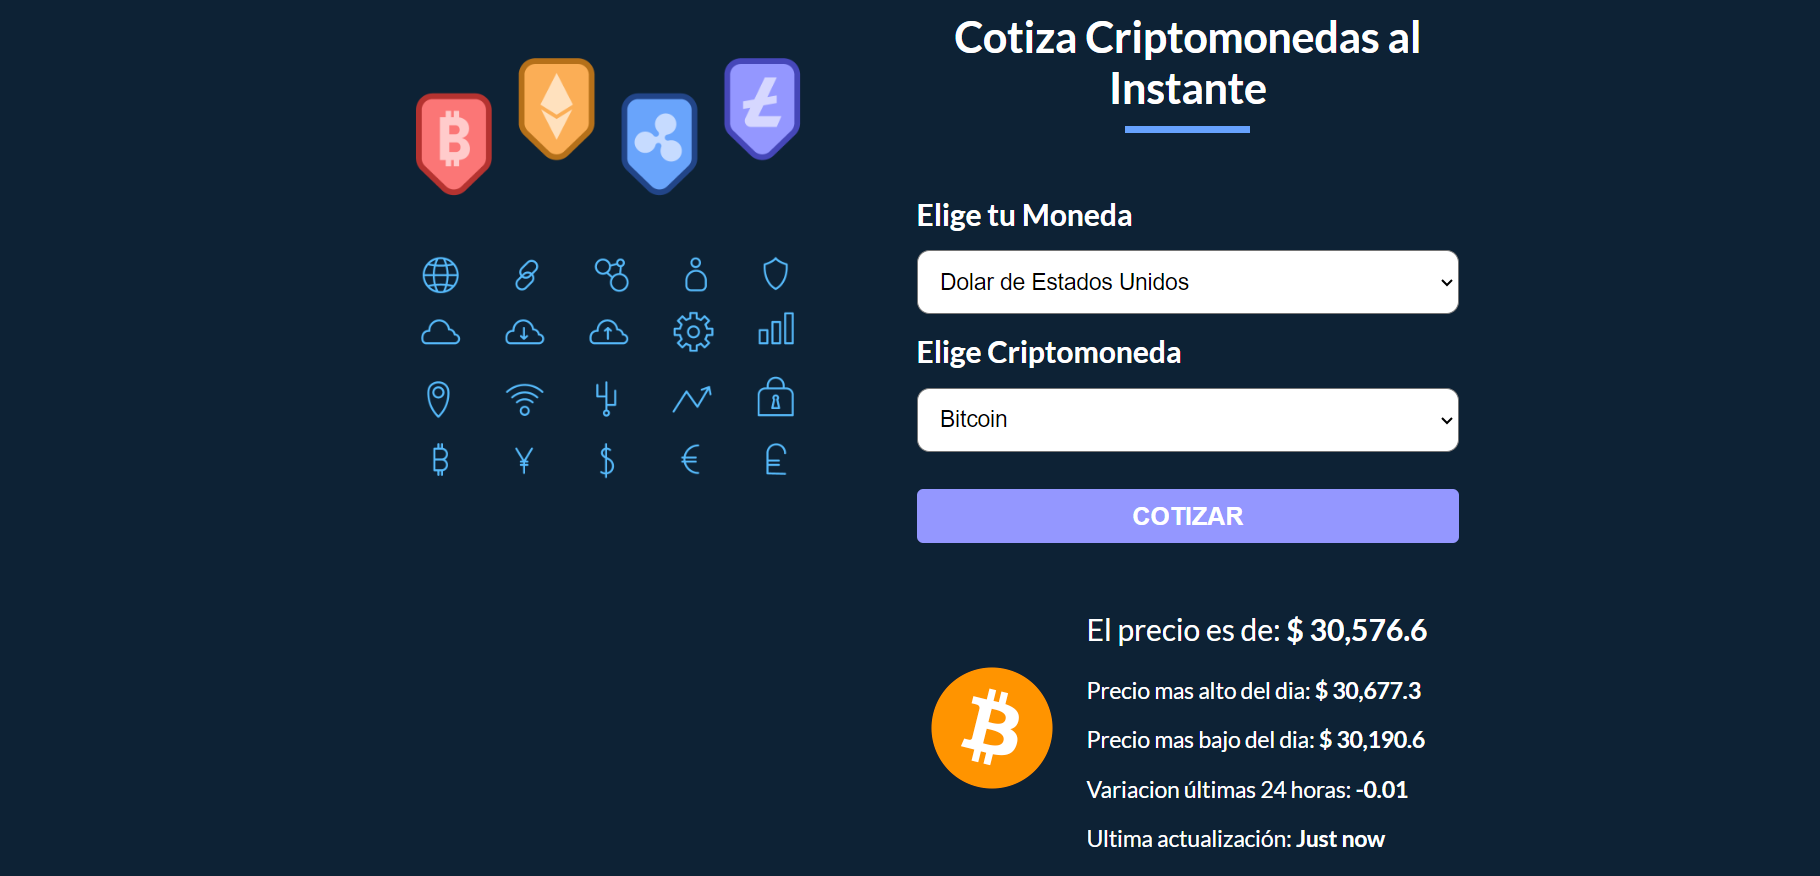 Cotiza Criptomonedas al
Instante
Elige tu Moneda
Dolar de Estados Unidos
Elige Criptomoneda
Bitcoin
COTIZAR
El precio es de: $ 30,576.6
Precio mas alto del dia: $ 30,677.3
Precio mas bajo del dia: $ 30,190.6
Variacion últimas 24 horas: -0.01
Ultima actualización: Just now